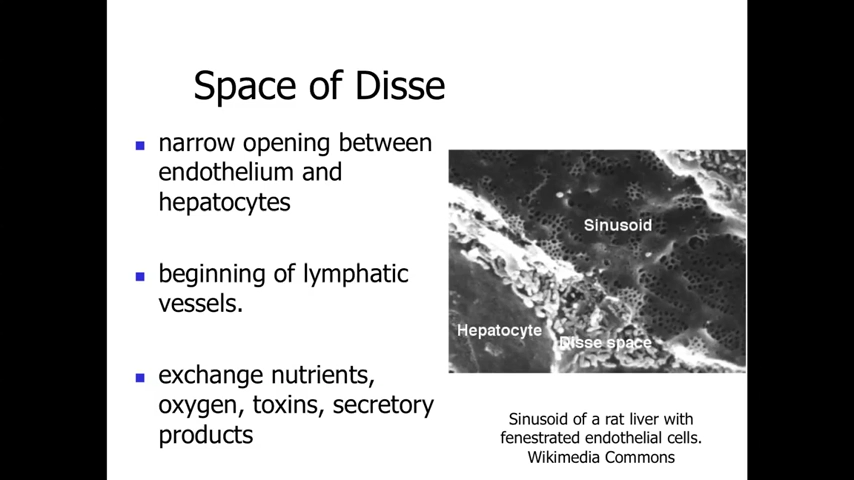 Space of Disse
narrow opening between
endothelium and
hepatocytes
beginning of lymphatic
vessels.
exchange nutrients,
oxygen, toxins, secretory
products
Sinusoid
Hepatocyte
Disse space
Sinusoid of a rat liver with
fenestrated endothelial cells.
Wikimedia Commons